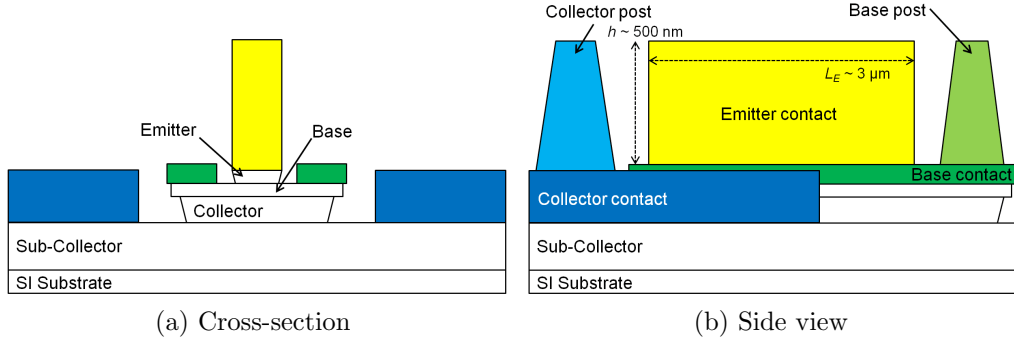 Emitter
Base
Collector
Sub-Collector
SI Substrate
(a) Cross-section
Collector post
Base post
h ~ 500 nm
L_E ~ 3 µm
Emitter contact
Base contact
Collector contact
Sub-Collector
SI Substrate
(b) Side view